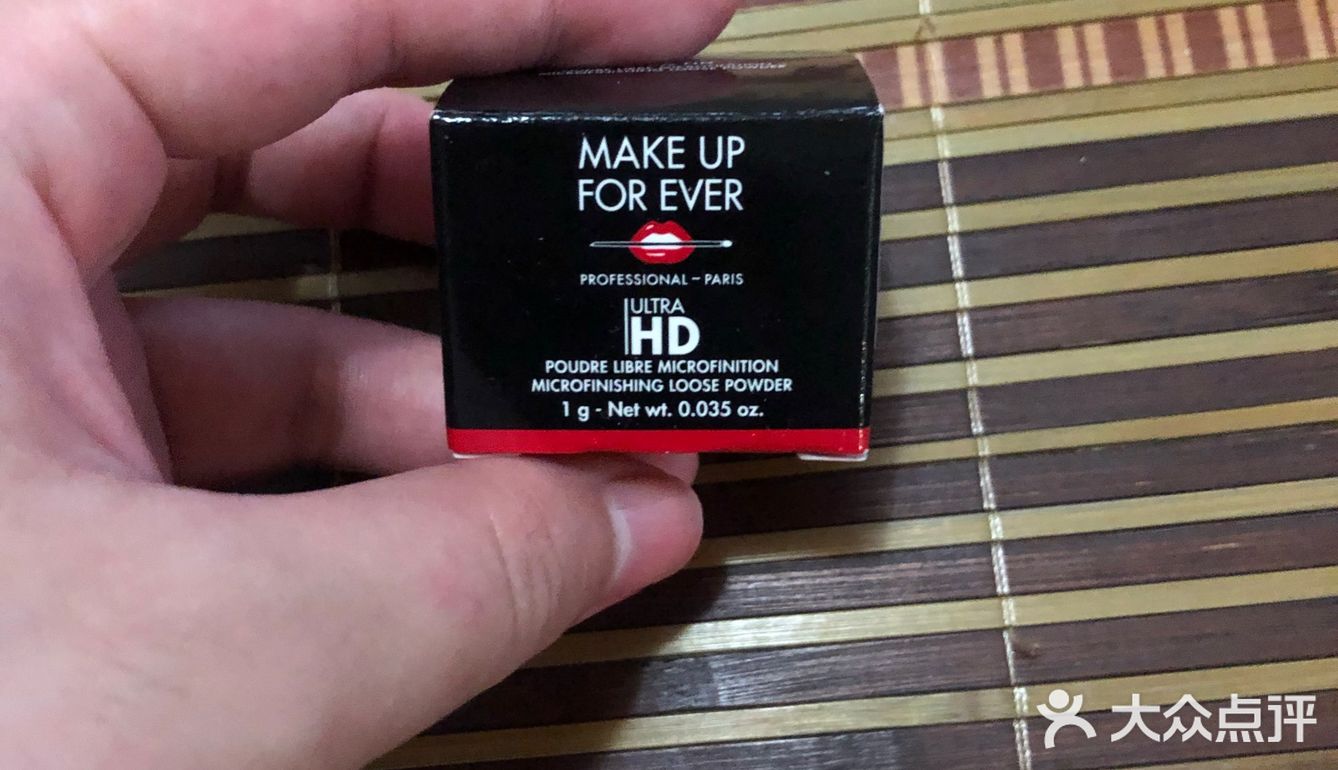 MAKE UP
FOR EVER
PROFESSIONAL – PARIS
ULTRA
HD
POUDRE LIBRE MICROFINITION
MICROFINISHING LOOSE POWDER
1 g - Net wt. 0.035 oz.
大众点评